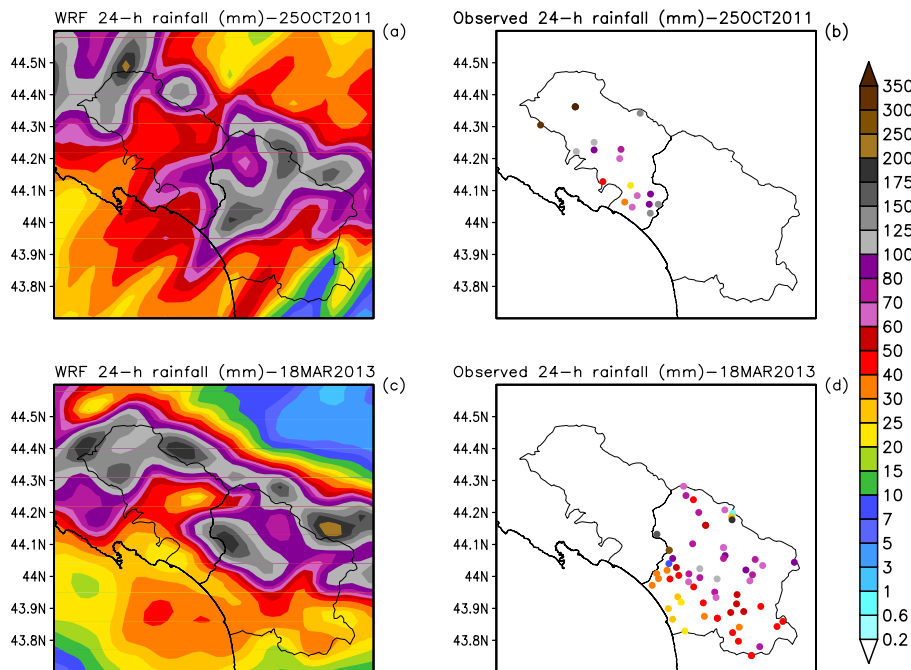 WRF 24-h rainfall (mm)-25OCT2011
(a)
44.5N
44.4N
44.3N
44.2N
44.1N
44N
43.9N
43.8N
Observed 24-h rainfall (mm)-25OCT2011
(b)
44.5N
44.4N
44.3N
44.2N
44.1N
44N
43.9N
43.8N
WRF 24-h rainfall (mm)-18MAR2013
(c)
44.5N
44.4N
44.3N
44.2N
44.1N
44N
43.9N
43.8N
Observed 24-h rainfall (mm)-18MAR2013
(d)
44.5N
44.4N
44.3N
44.2N
44.1N
44N
43.9N
43.8N
350
300
250
200
175
150
125
100
80
70
60
50
40
30
25
20
15
10
7
5
3
1
0.6
0.2